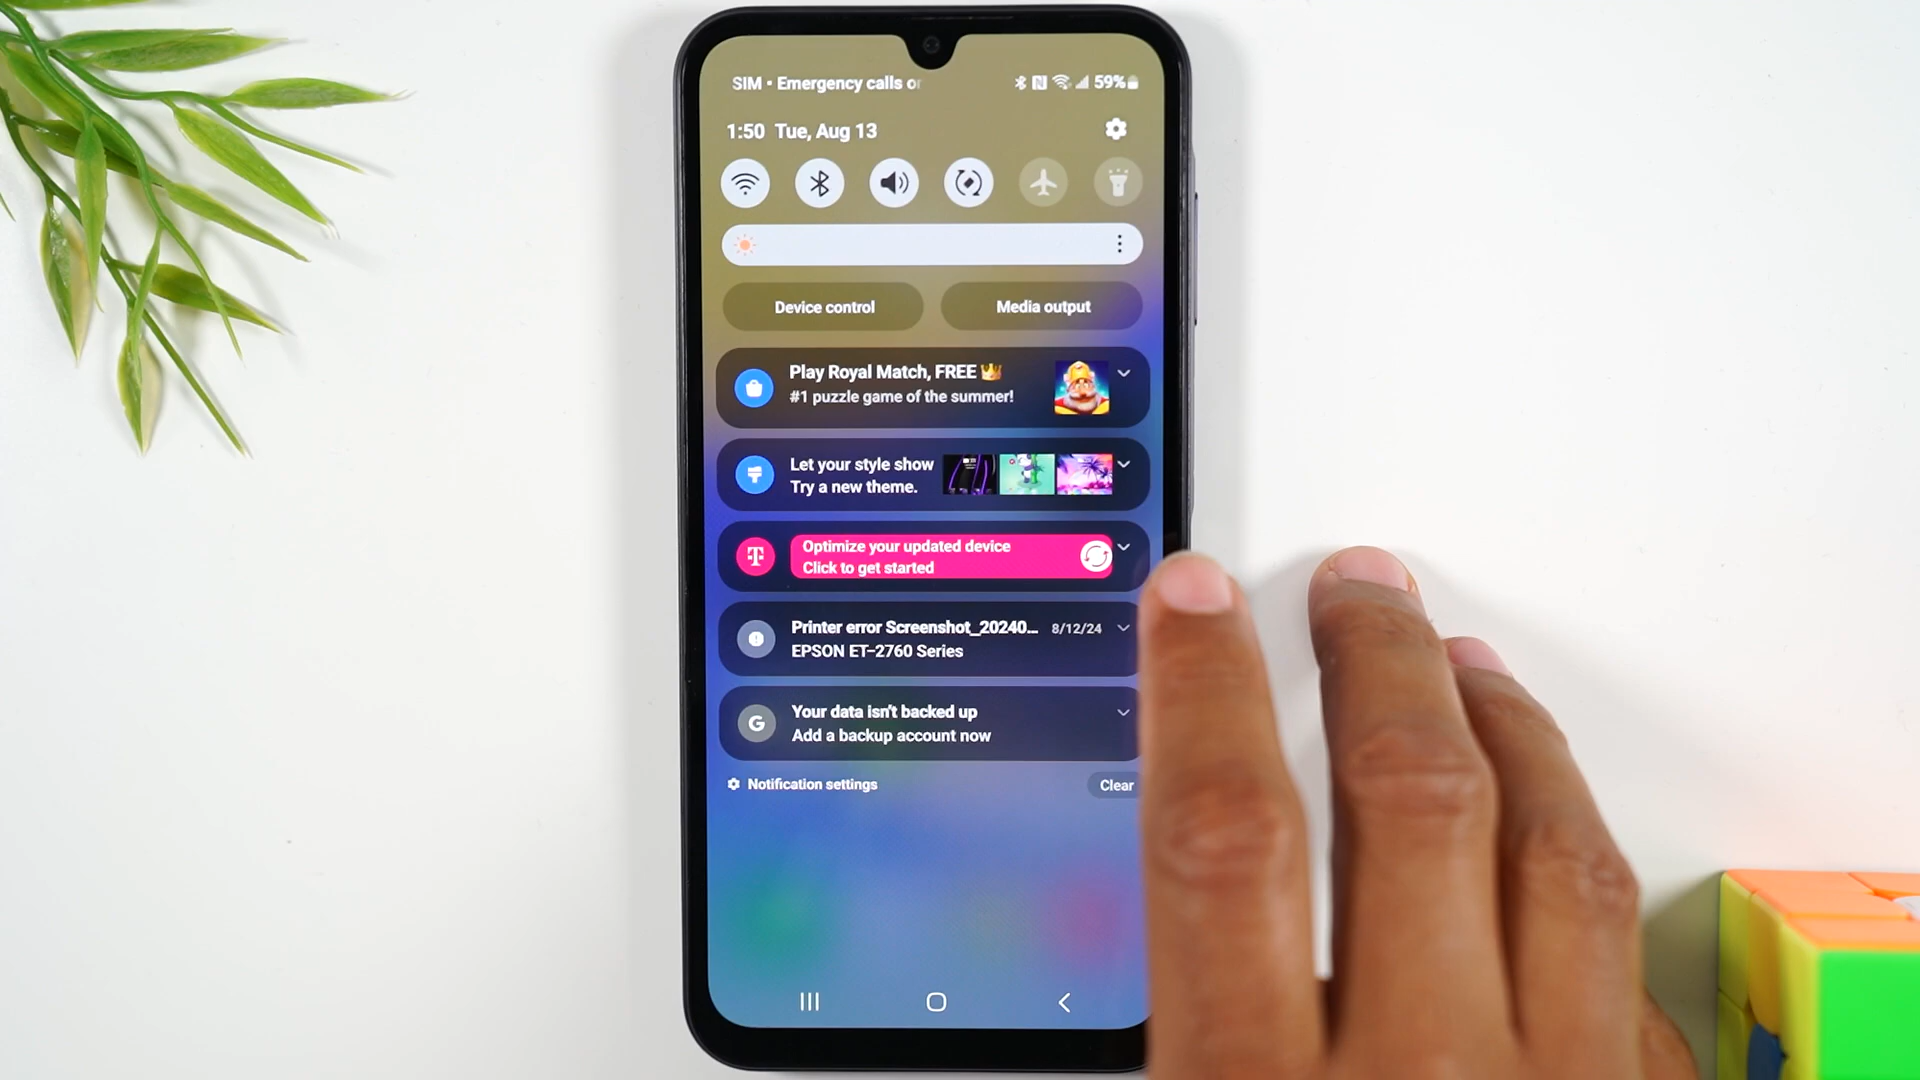 SIM • Emergency calls or
59%
1:50 Tue, Aug 13
Device control
Media output
Play Royal Match, FREE 👑
#1 puzzle game of the summer!
Let your style show
Try a new theme.
T
Optimize your updated device
Click to get started
Printer error Screenshot_20240... 8/12/24
EPSON ET-2760 Series
G
Your data isn't backed up
Add a backup account now
Notification settings
Clear